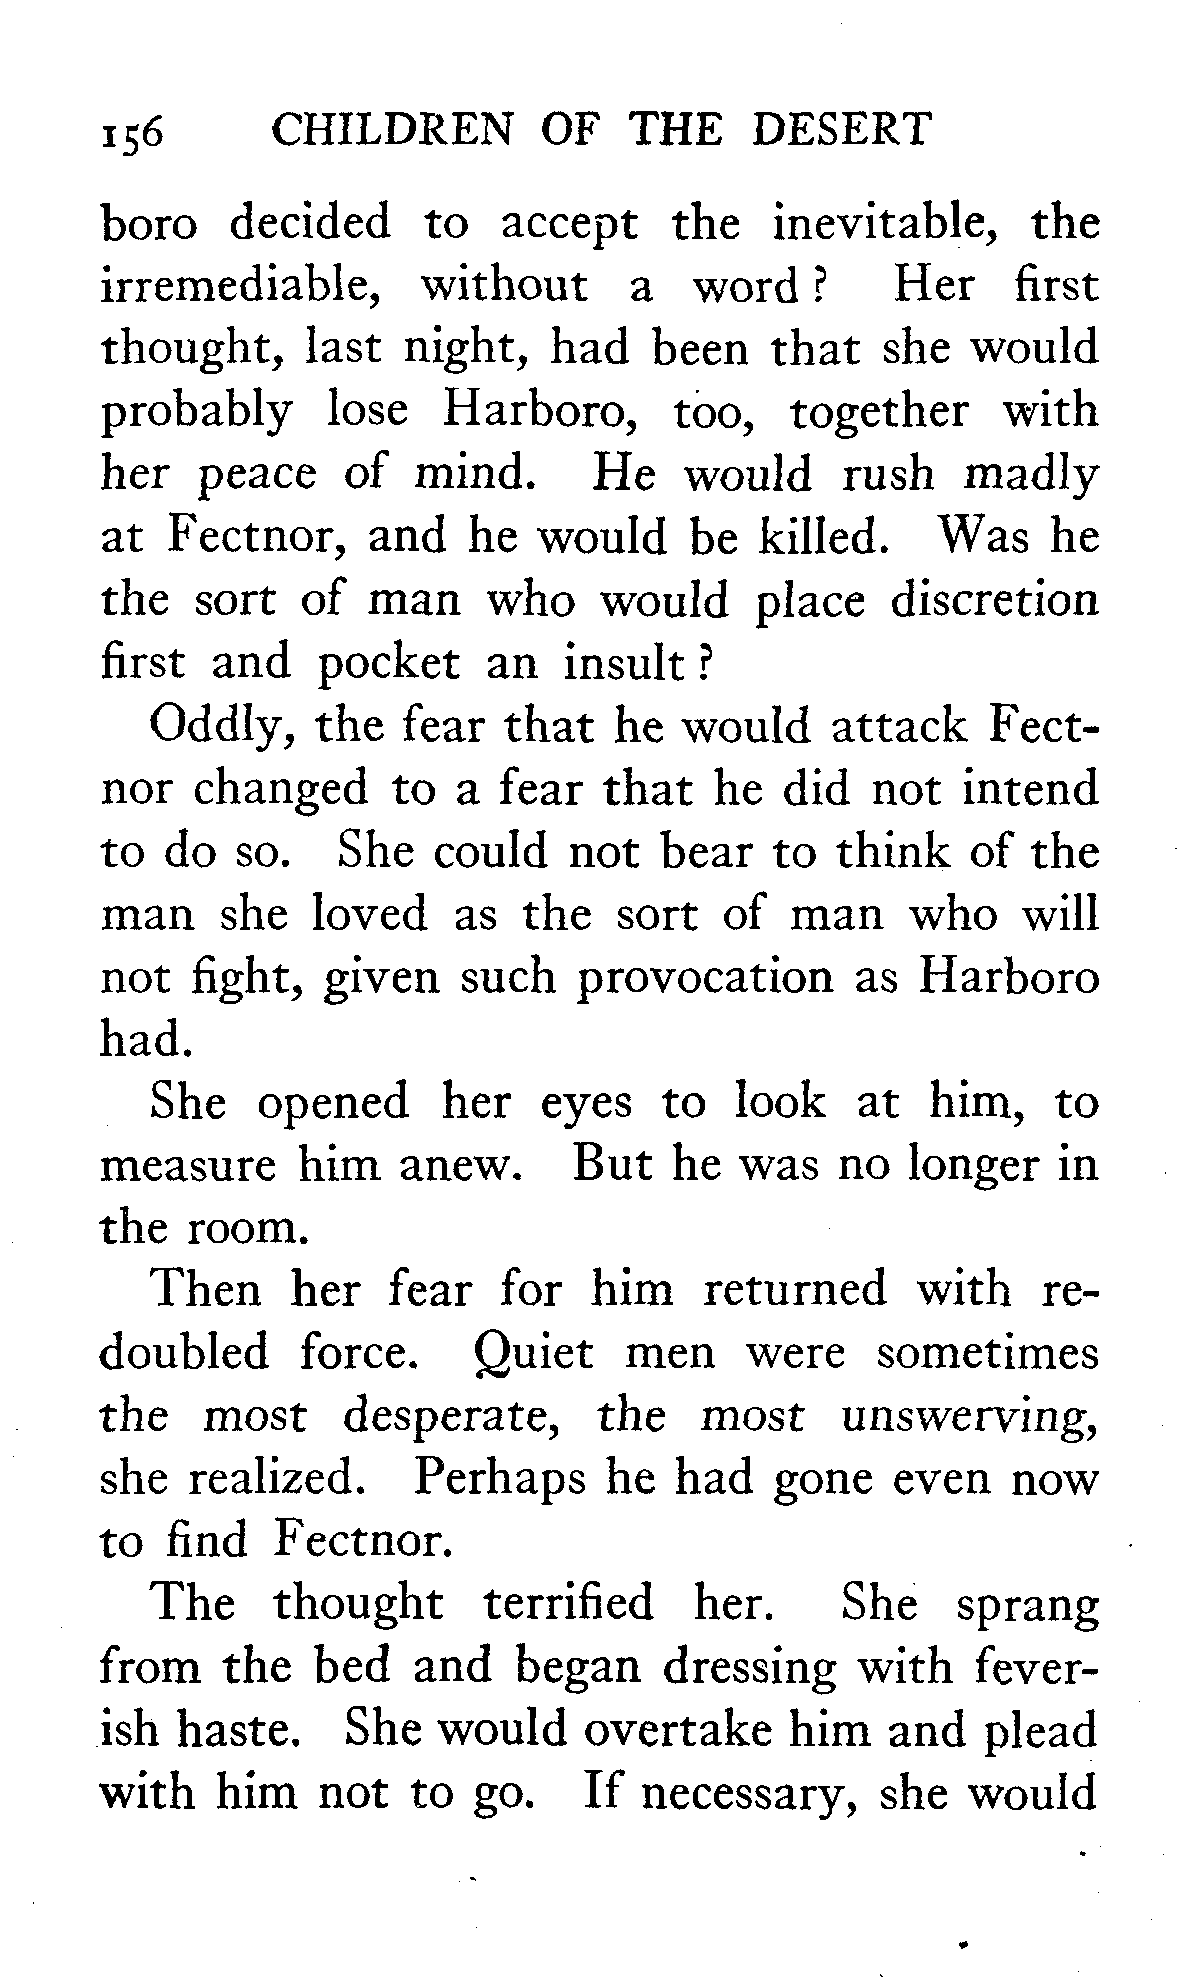 156 CHILDREN OF THE DESERT
boro decided to accept the inevitable, the
irremediable, without a word ? Her first
thought, last night, had been that she would
probably lose Harboro, too, together with
her peace of mind. He would rush madly
at Fectnor, and he would be killed. Was he
the sort of man who would place discretion
first and pocket an insult ?
Oddly, the fear that he would attack Fect-
nor changed to a fear that he did not intend
to do so. She could not bear to think of the
man she loved as the sort of man who will
not fight, given such provocation as Harboro
had.
She opened her eyes to look at him, to
measure him anew. But he was no longer in
the room.
Then her fear for him returned with re-
doubled force. Quiet men were sometimes
the most desperate, the most unswerving,
she realized. Perhaps he had gone even now
to find Fectnor.
The thought terrified her. She sprang
from the bed and began dressing with fever-
ish haste. She would overtake him and plead
with him not to go. If necessary, she would